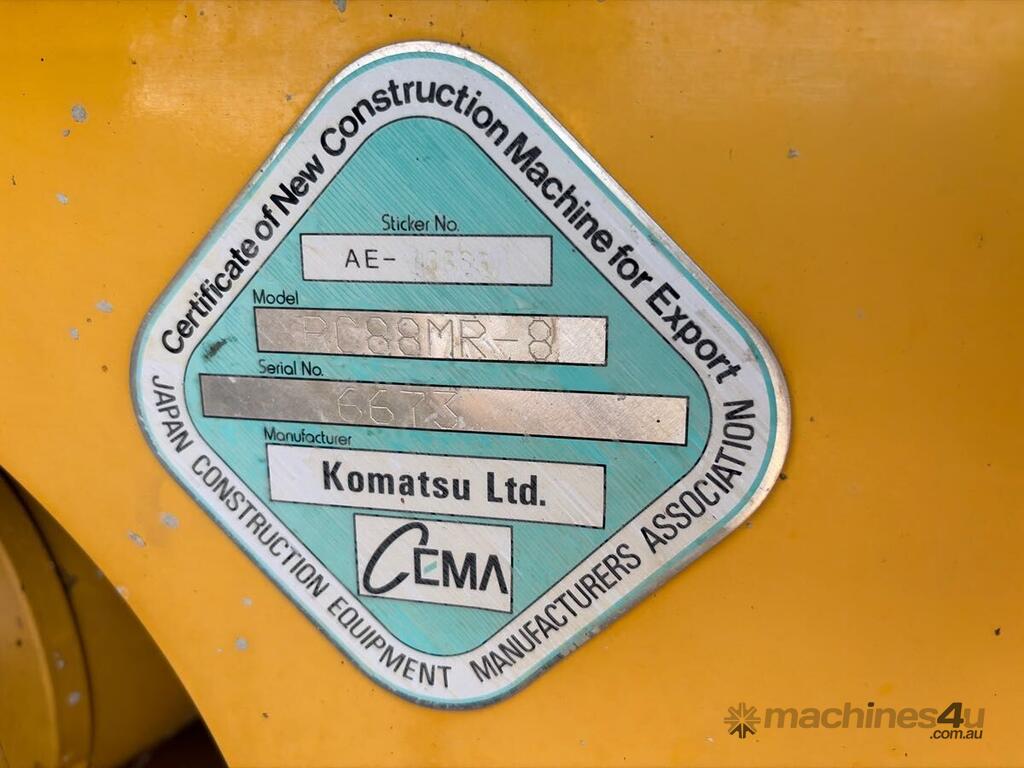 Certificate of New Construction Machine for Export
Sticker No.
AE-
Model
PC88MR-8
Serial No.
6673
Manufacturer
Komatsu Ltd.
CEMA
JAPAN CONSTRUCTION EQUIPMENT MANUFACTURERS ASSOCIATION
machines4u
.com.au